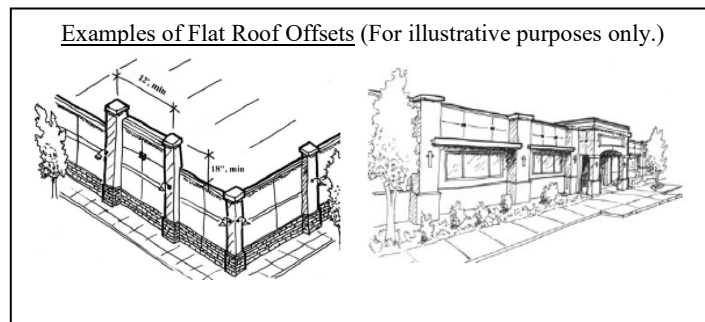 Examples of Flat Roof Offsets (For illustrative purposes only.)
12', min
18", min